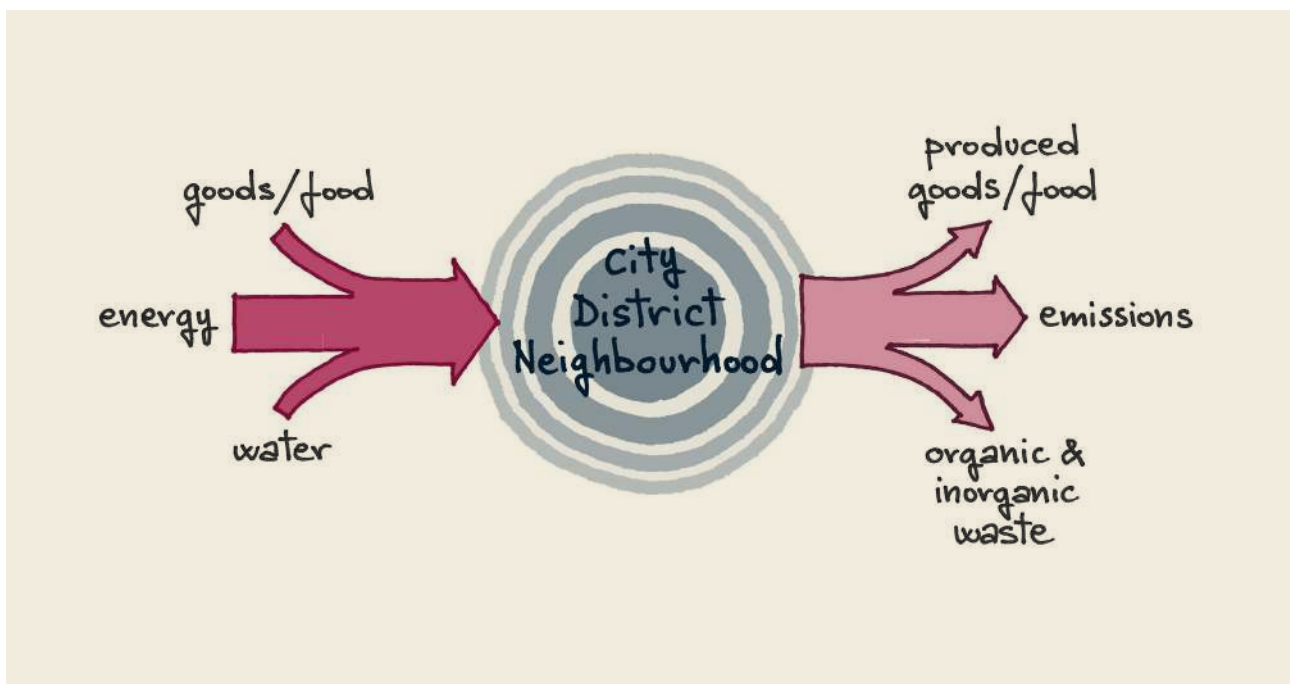 goods/food
energy
water
City
District
Neighbourhood
produced
goods/food
emissions
organic &
inorganic
waste